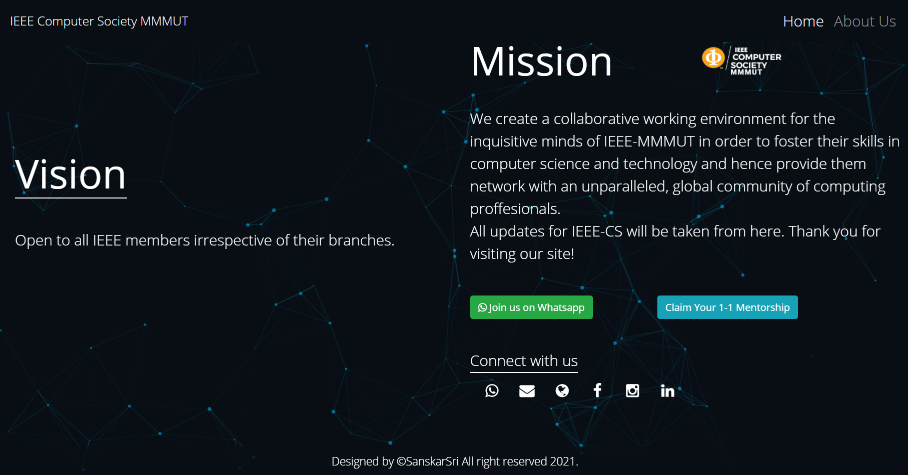 IEEE Computer Society MMMUT
Home About Us
Vision
Open to all IEEE members irrespective of their branches.
Mission
IEEE
COMPUTER
SOCIETY
MMMUT
We create a collaborative working environment for the
inquisitive minds of IEEE-MMMUT in order to foster their skills in
computer science and technology and hence provide them
network with an unparalleled, global community of computing
proffesionals.
All updates for IEEE-CS will be taken from here. Thank you for
visiting our site!
Join us on Whatsapp
Claim Your 1-1 Mentorship
Connect with us
Designed by ©SanskarSri All right reserved 2021.